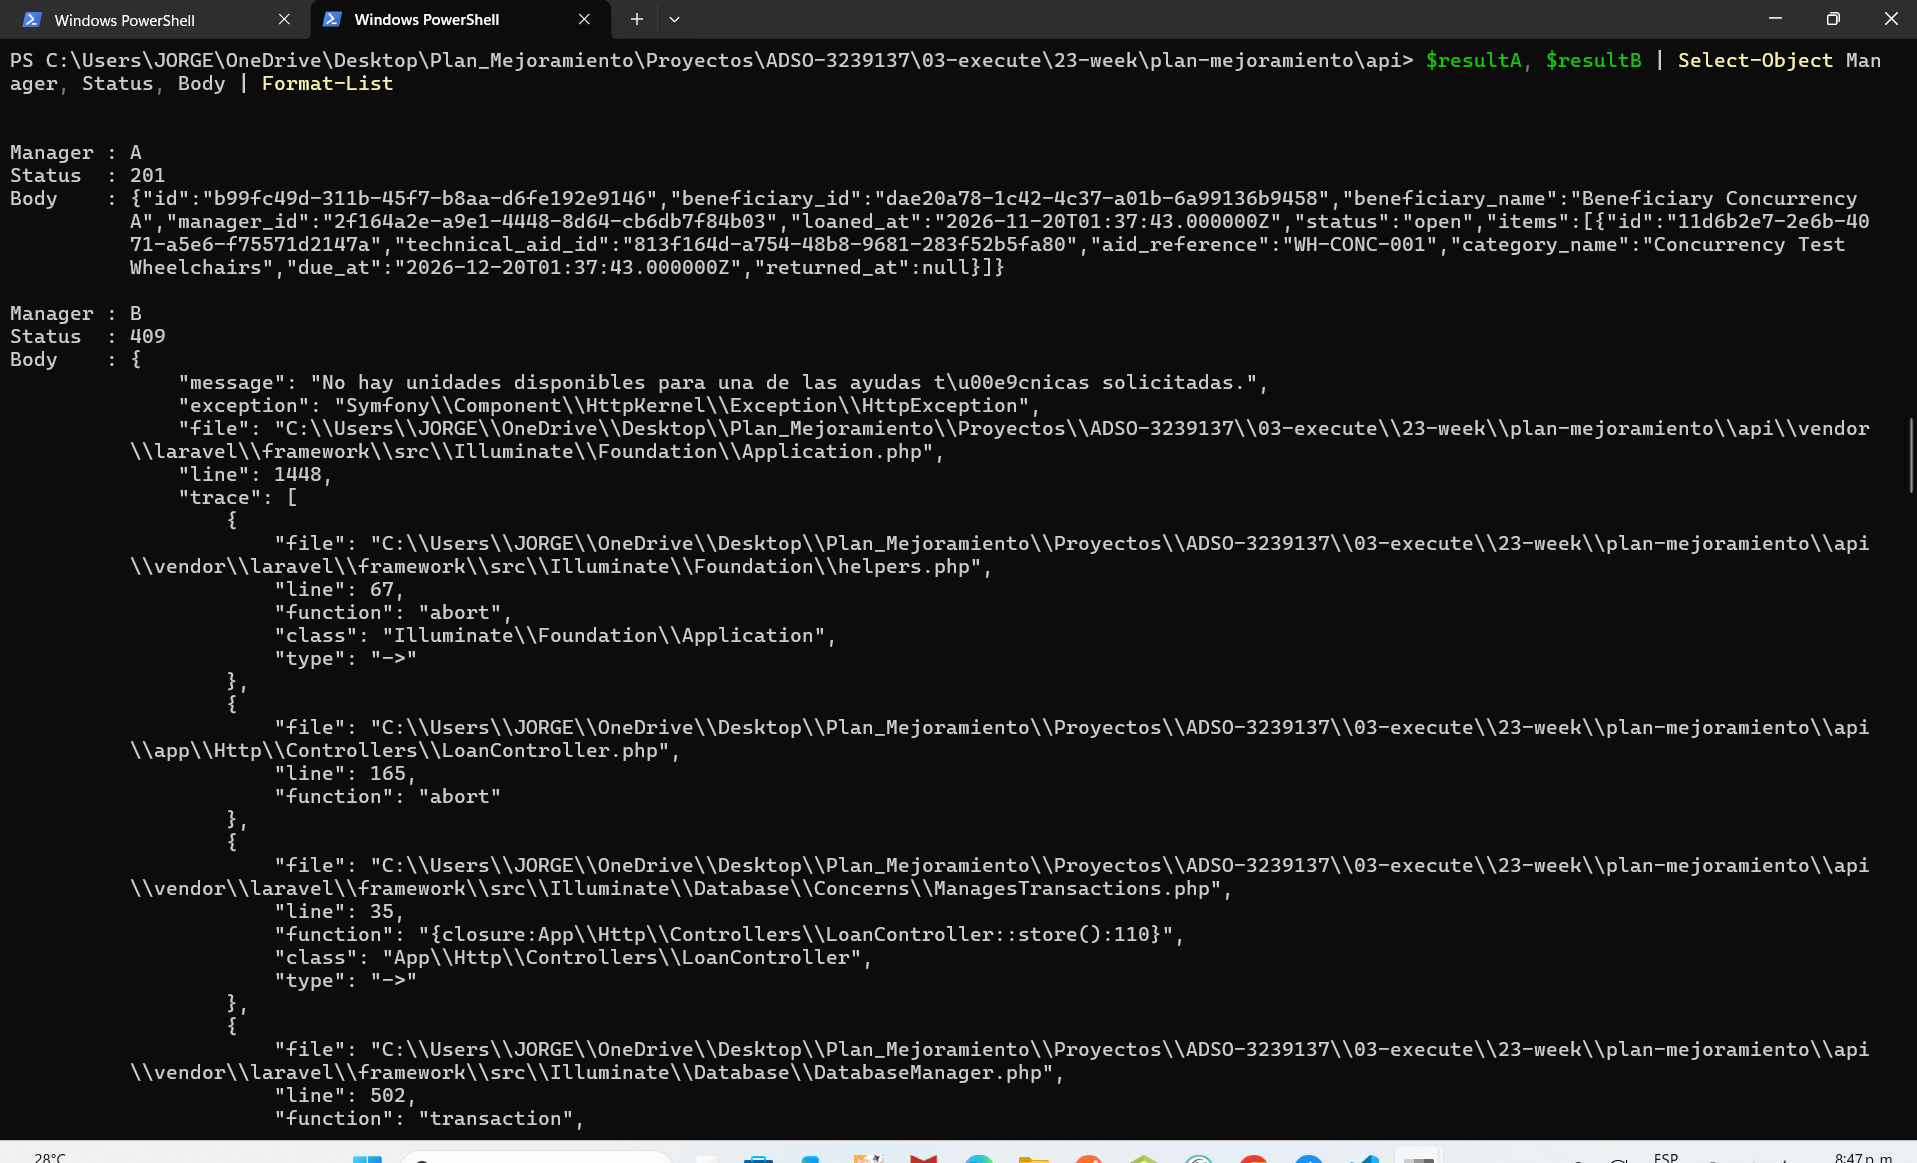 Windows PowerShell
Windows PowerShell
PS C:\Users\JORGE\OneDrive\Desktop\Plan_Mejoramiento\Proyectos\ADSO-3239137\03-execute\23-week\plan-mejoramiento\api> $resultA, $resultB | Select-Object Man
ager, Status, Body | Format-List
Manager : A
Status  : 201
Body    : {"id":"b99fc49d-311b-45f7-b8aa-d6fe192e9146","beneficiary_id":"dae20a78-1c42-4c37-a01b-6a99136b9458","beneficiary_name":"Beneficiary Concurrency
A","manager_id":"2f164a2e-a9e1-4448-8d64-cb6db7f84b03","loaned_at":"2026-11-20T01:37:43.000000Z","status":"open","items":[{"id":"11d6b2e7-2e6b-40
71-a5e6-f75571d2147a","technical_aid_id":"813f164d-a754-48b8-9681-283f52b5fa80","aid_reference":"WH-CONC-001","category_name":"Concurrency Test
Wheelchairs","due_at":"2026-12-20T01:37:43.000000Z","returned_at":null}]}
Manager : B
Status  : 409
Body    : {
"message": "No hay unidades disponibles para una de las ayudas t\u00e9cnicas solicitadas.",
"exception": "Symfony\\Component\\HttpKernel\\Exception\\HttpException",
"file": "C:\\Users\\JORGE\\OneDrive\\Desktop\\Plan_Mejoramiento\\Proyectos\\ADSO-3239137\\03-execute\\23-week\\plan-mejoramiento\\api\\vendor
\\laravel\\framework\\src\\Illuminate\\Foundation\\Application.php",
"line": 1448,
"trace": [
{
"file": "C:\\Users\\JORGE\\OneDrive\\Desktop\\Plan_Mejoramiento\\Proyectos\\ADSO-3239137\\03-execute\\23-week\\plan-mejoramiento\\api
\\vendor\\laravel\\framework\\src\\Illuminate\\Foundation\\helpers.php",
"line": 67,
"function": "abort",
"class": "Illuminate\\Foundation\\Application",
"type": "->"
},
{
"file": "C:\\Users\\JORGE\\OneDrive\\Desktop\\Plan_Mejoramiento\\Proyectos\\ADSO-3239137\\03-execute\\23-week\\plan-mejoramiento\\api
\\app\\Http\\Controllers\\LoanController.php",
"line": 165,
"function": "abort"
},
{
"file": "C:\\Users\\JORGE\\OneDrive\\Desktop\\Plan_Mejoramiento\\Proyectos\\ADSO-3239137\\03-execute\\23-week\\plan-mejoramiento\\api
\\vendor\\laravel\\framework\\src\\Illuminate\\Database\\Concerns\\ManagesTransactions.php",
"line": 35,
"function": "{closure:App\\Http\\Controllers\\LoanController::store():110}",
"class": "App\\Http\\Controllers\\LoanController",
"type": "->"
},
{
"file": "C:\\Users\\JORGE\\OneDrive\\Desktop\\Plan_Mejoramiento\\Proyectos\\ADSO-3239137\\03-execute\\23-week\\plan-mejoramiento\\api
\\vendor\\laravel\\framework\\src\\Illuminate\\Database\\DatabaseManager.php",
"line": 502,
"function": "transaction",
28°C
ESP
8:47 p. m.